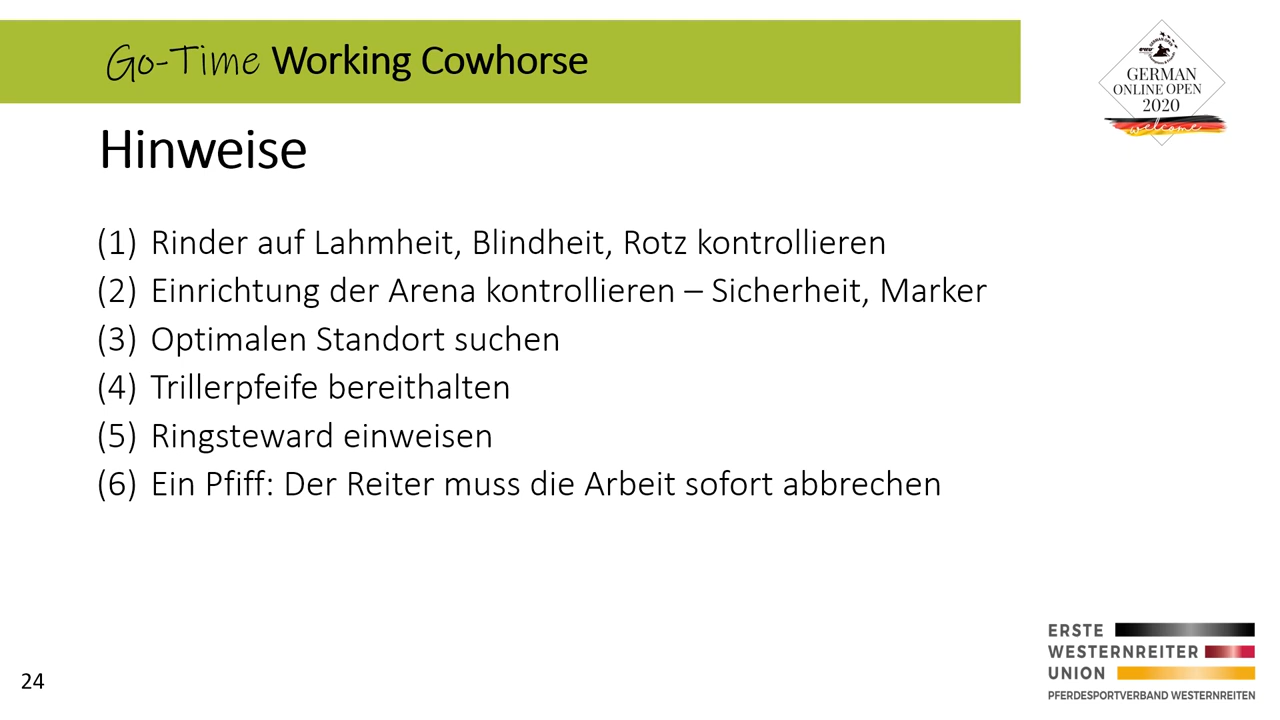 Go-Time Working Cowhorse
GERMAN
ONLINE OPEN
2020
welcome
Hinweise
(1) Rinder auf Lahmheit, Blindheit, Rotz kontrollieren
(2) Einrichtung der Arena kontrollieren – Sicherheit, Marker
(3) Optimalen Standort suchen
(4) Trillerpfeife bereithalten
(5) Ringsteward einweisen
(6) Ein Pfiff: Der Reiter muss die Arbeit sofort abbrechen
ERSTE
WESTERNREITER
UNION
PFERDESPORTVERBAND WESTERNREITEN
24